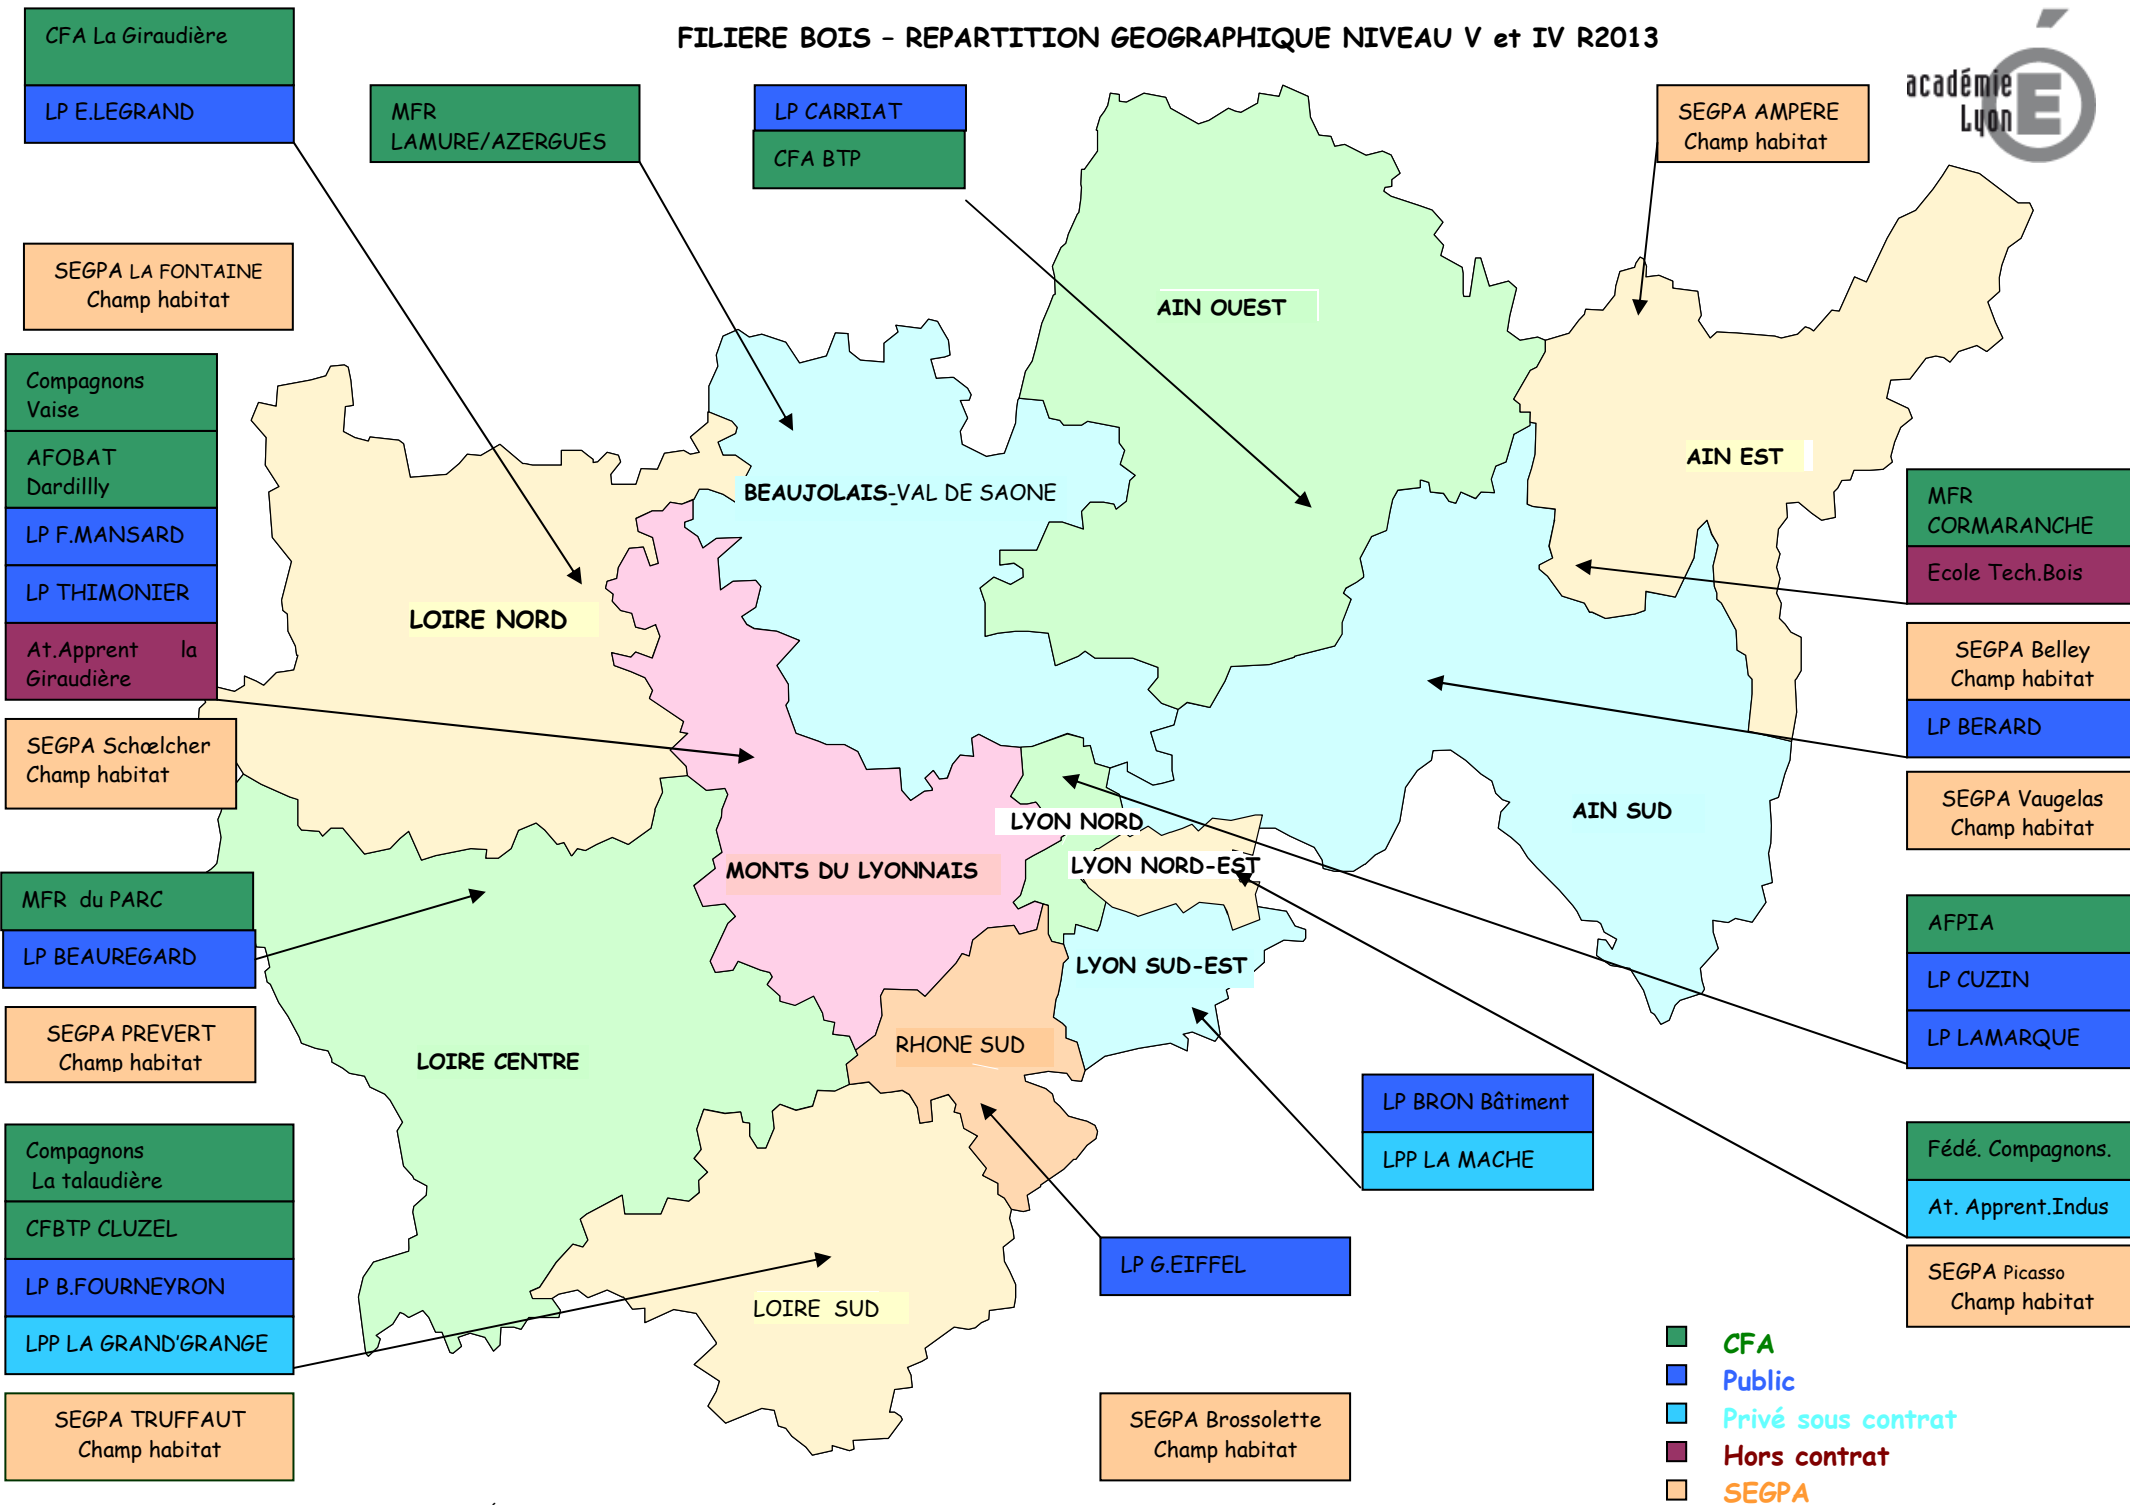 FILIERE BOIS – REPARTITION GEOGRAPHIQUE NIVEAU V et IV R2013
académie
Lyon
É
CFA La Giraudière
LP E.LEGRAND
MFR
LAMURE/AZERGUES
LP CARRIAT
CFA BTP
SEGPA AMPERE
Champ habitat
SEGPA LA FONTAINE
Champ habitat
Compagnons
Vaise
AFOBAT
Dardillly
LP F.MANSARD
LP THIMONIER
At.Apprent la
Giraudière
SEGPA Schœlcher
Champ habitat
MFR du PARC
LP BEAUREGARD
SEGPA PREVERT
Champ habitat
Compagnons
La talaudière
CFBTP CLUZEL
LP B.FOURNEYRON
LPP LA GRAND'GRANGE
SEGPA TRUFFAUT
Champ habitat
AIN OUEST
AIN EST
BEAUJOLAIS-VAL DE SAONE
LOIRE NORD
AIN SUD
LYON NORD
MONTS DU LYONNAIS
LYON NORD-EST
LYON SUD-EST
RHONE SUD
LOIRE CENTRE
LOIRE SUD
MFR
CORMARANCHE
Ecole Tech.Bois
SEGPA Belley
Champ habitat
LP BERARD
SEGPA Vaugelas
Champ habitat
AFPIA
LP CUZIN
LP LAMARQUE
LP BRON Bâtiment
LPP LA MACHE
Fédé. Compagnons.
At. Apprent.Indus
SEGPA Picasso
Champ habitat
LP G.EIFFEL
SEGPA Brossolette
Champ habitat
CFA
Public
Privé sous contrat
Hors contrat
SEGPA